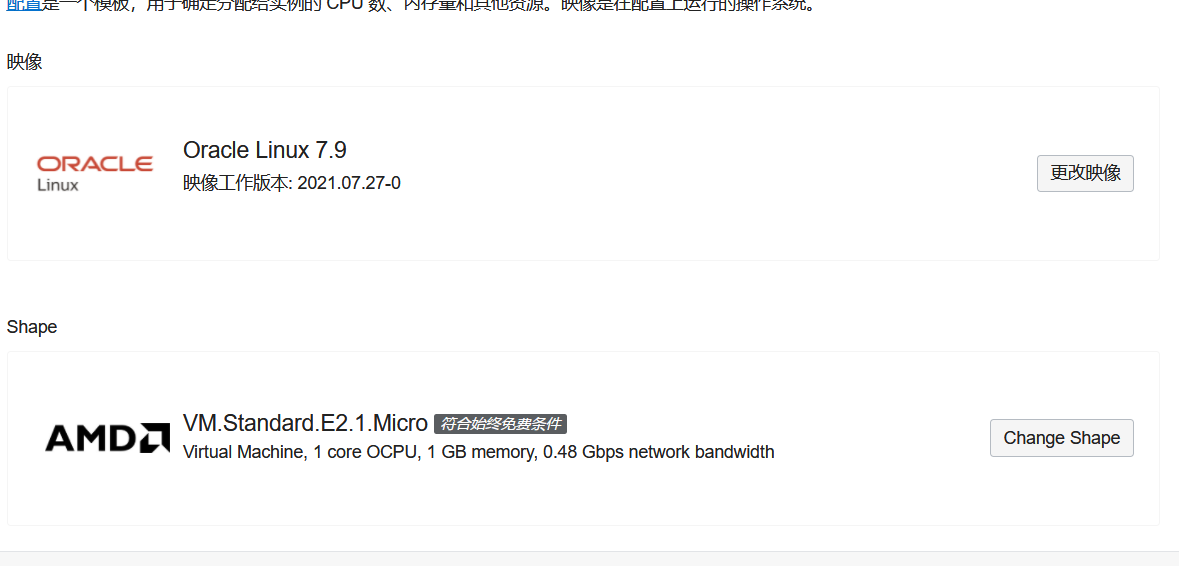 配置是一个模板，用于确定分配给实例的 CPU 数、内存量和其他资源。映像是在配置上运行的操作系统。
映像
ORACLE
Linux
Oracle Linux 7.9
映像工作版本: 2021.07.27-0
更改映像
Shape
AMD
VM.Standard.E2.1.Micro 符合始终免费条件
Virtual Machine, 1 core OCPU, 1 GB memory, 0.48 Gbps network bandwidth
Change Shape